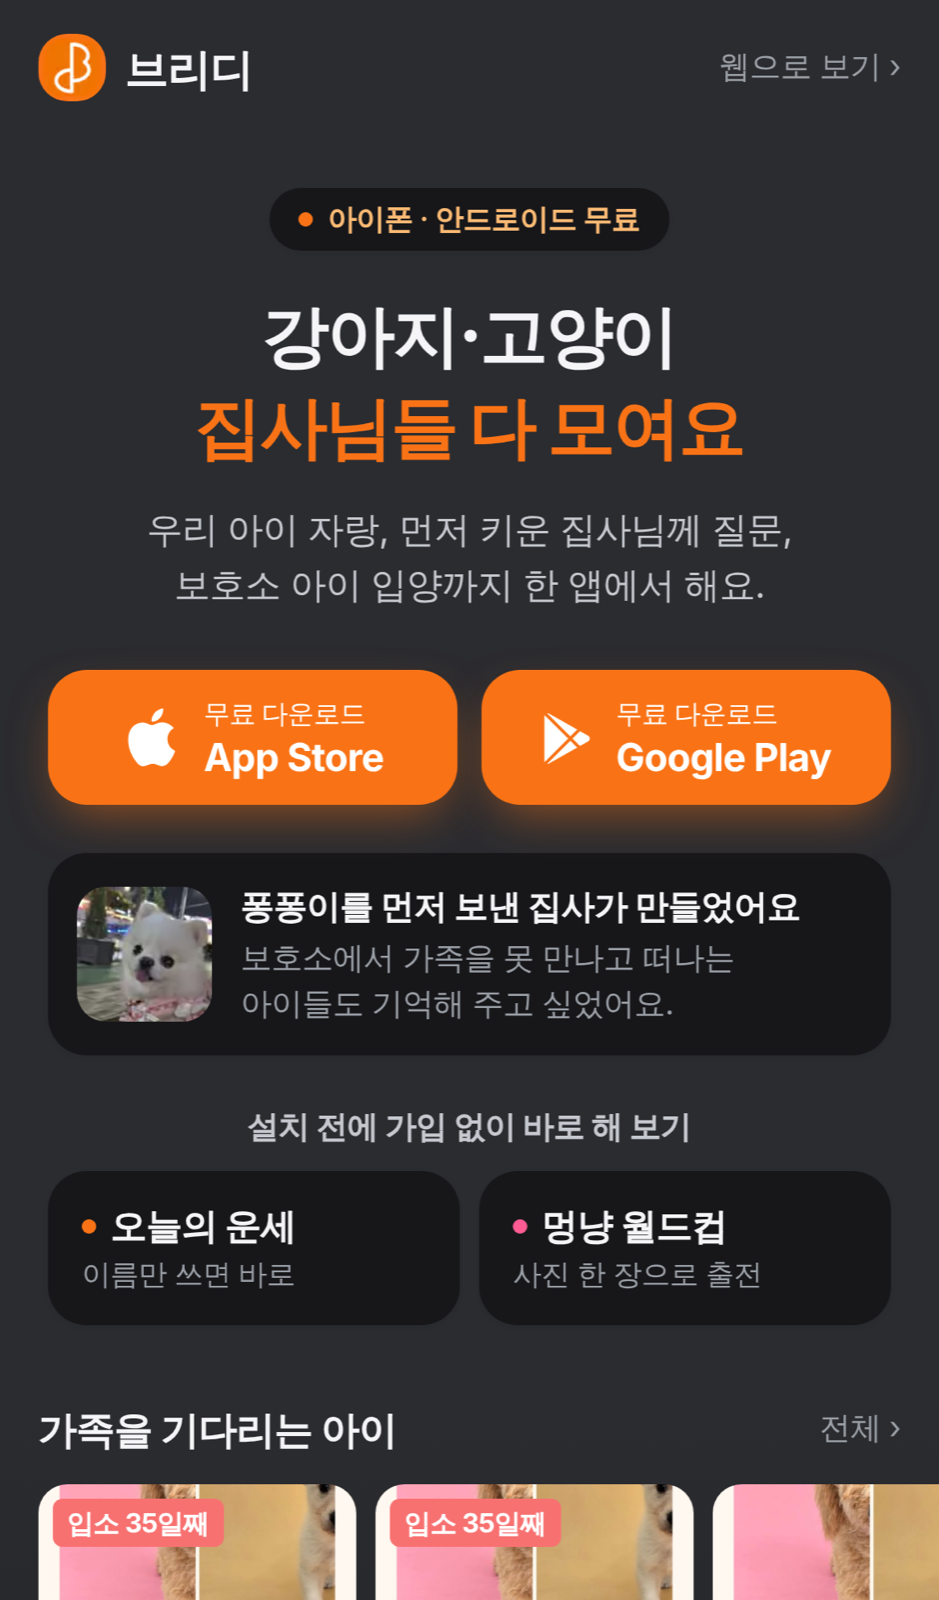 브리디
웹으로 보기 ›
아이폰 · 안드로이드 무료
강아지·고양이
집사님들 다 모여요
우리 아이 자랑, 먼저 키운 집사님께 질문,
보호소 아이 입양까지 한 앱에서 해요.
무료 다운로드
App Store
무료 다운로드
Google Play
퐁퐁이를 먼저 보낸 집사가 만들었어요
보호소에서 가족을 못 만나고 떠나는
아이들도 기억해 주고 싶었어요.
설치 전에 가입 없이 바로 해 보기
오늘의 운세
이름만 쓰면 바로
멍냥 월드컵
사진 한 장으로 출전
가족을 기다리는 아이
전체 ›
입소 35일째
입소 35일째